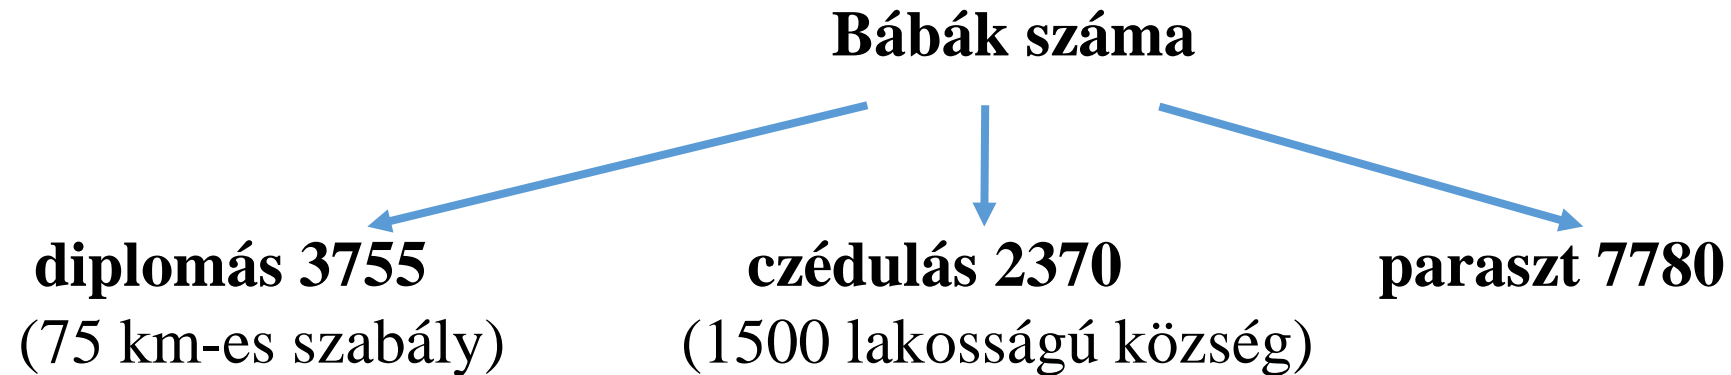 Bábák száma
diplomás 3755 czédulás 2370 paraszt 7780
(75 km-es szabály) (1500 lakosságú község)